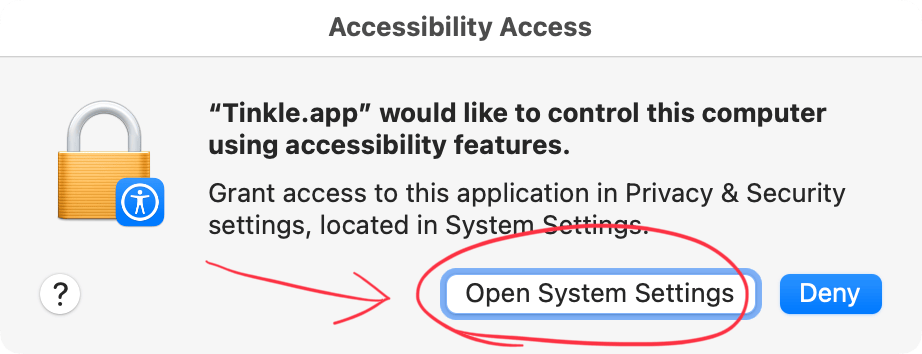 Accessibility Access
“Tinkle.app” would like to control this computer
using accessibility features.
Grant access to this application in Privacy & Security
settings, located in System Settings.
?
Open System Settings
Deny